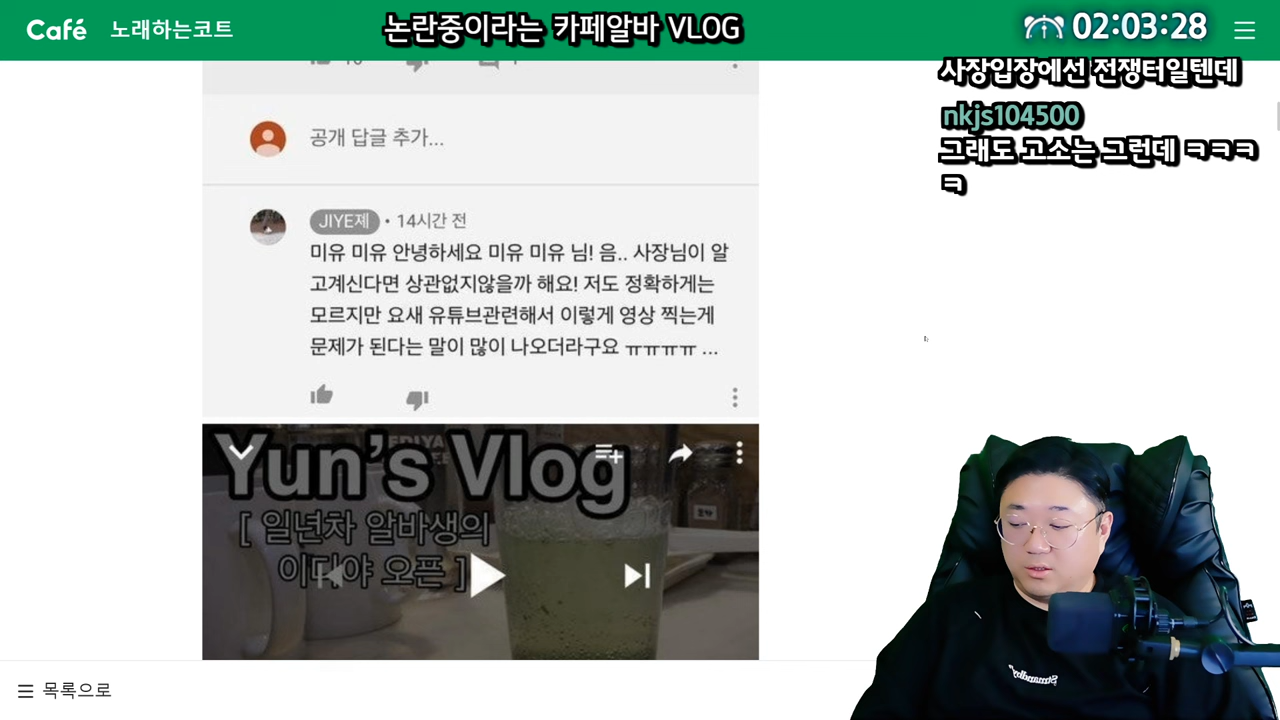 Café 노래하는코트
논란중이라는 카페알바 VLOG
02:03:28
사장입장에선 전쟁터일텐데
nkjs104500
그래도 고소는 그런데 ㅋㅋㅋ
ㅋ
공개 답글 추가...
JIYE제 • 14시간 전
미유 미유 안녕하세요 미유 미유 님! 음.. 사장님이 알
고계신다면 상관없지않을까 해요! 저도 정확하게는
모르지만 요새 유튜브관련해서 이렇게 영상 찍는게
문제가 된다는 말이 많이 나오더라구요 ㅠㅠㅠㅠ ...
Yun's Vlog
[ 일년차 알바생의
이디야 오픈 ]
목록으로